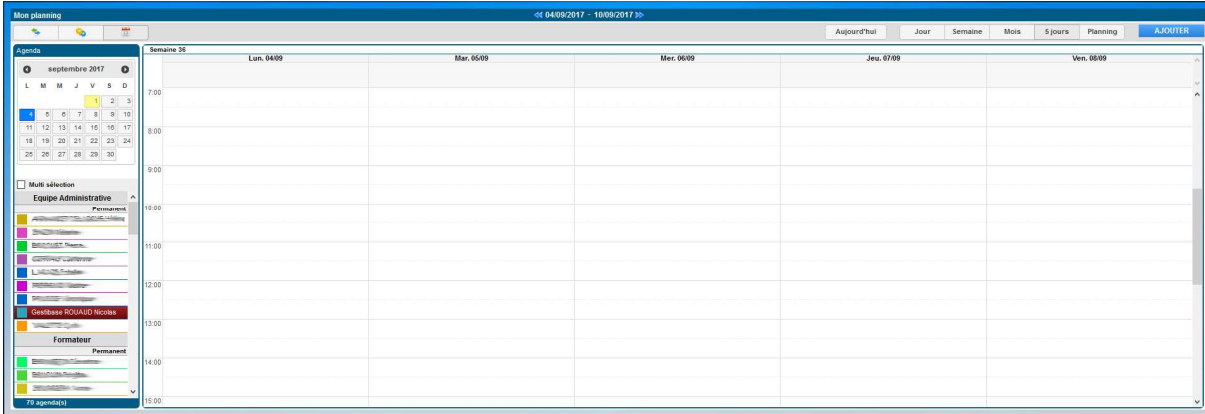 Mon planning
04/09/2017 - 10/09/2017
Aujourd'hui Jour Semaine Mois 5 jours Planning AJOUTER
Agenda
septembre 2017
L M M J V S D
1 2 3
4 5 6 7 8 9 10
11 12 13 14 15 16 17
18 19 20 21 22 23 24
25 26 27 28 29 30
Multi sélection
Equipe Administrative
Permanent
Gestibase ROUAUD Nicolas
Formateur
Permanent
70 agenda(s)
Semaine 36
Lun. 04/09 Mar. 05/09 Mer. 06/09 Jeu. 07/09 Ven. 08/09
7:00
8:00
9:00
10:00
11:00
12:00
13:00
14:00
15:00